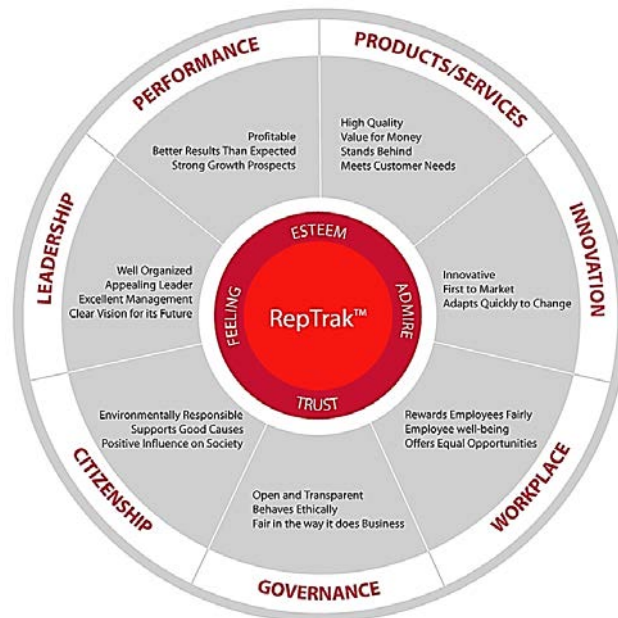 PERFORMANCE
Profitable
Better Results Than Expected
Strong Growth Prospects
PRODUCTS/SERVICES
High Quality
Value for Money
Stands Behind
Meets Customer Needs
INNOVATION
Innovative
First to Market
Adapts Quickly to Change
WORKPLACE
Rewards Employees Fairly
Employee well-being
Offers Equal Opportunities
GOVERNANCE
Open and Transparent
Behaves Ethically
Fair in the way it does Business
CITIZENSHIP
Environmentally Responsible
Supports Good Causes
Positive Influence on Society
LEADERSHIP
Well Organized
Appealing Leader
Excellent Management
Clear Vision for its Future
ESTEEM
ADMIRE
TRUST
FEELING
RepTrak™